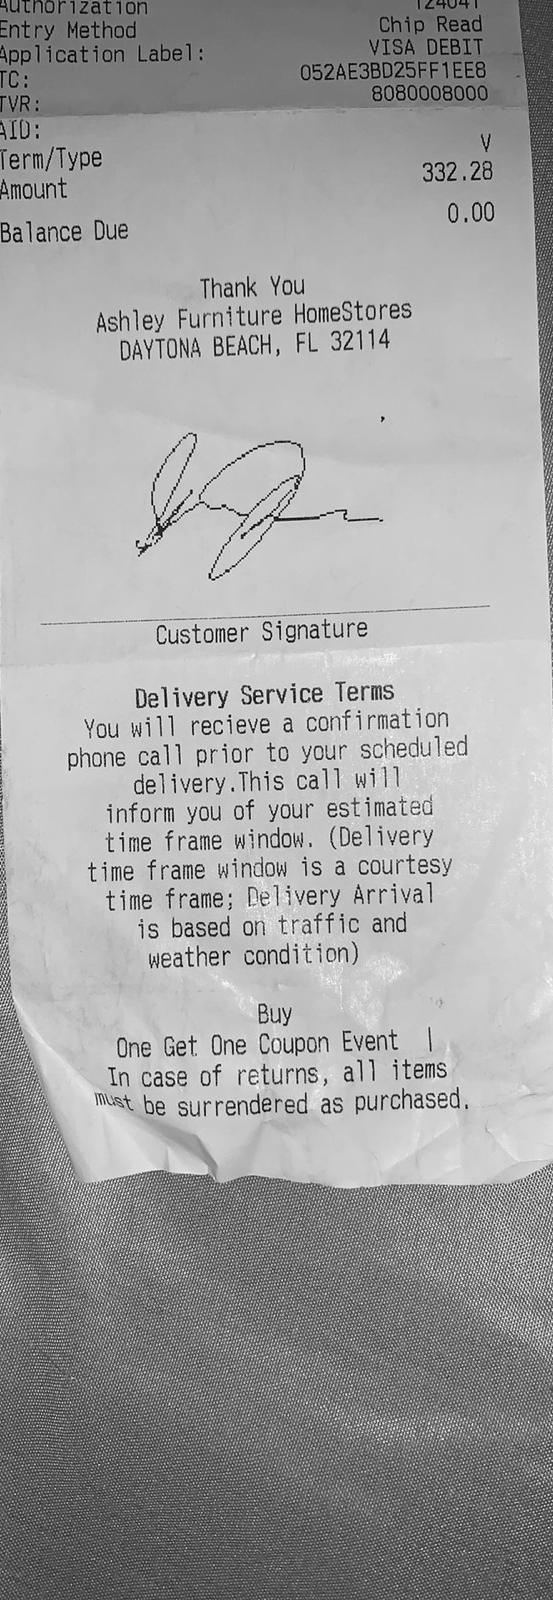 Authorization 124041
Entry Method Chip Read
Application Label: VISA DEBIT
TC: 052AE3BD25FF1EE8
TVR: 8080008000
AID:
Term/Type V
Amount 332.28
Balance Due 0.00
Thank You
Ashley Furniture HomeStores
DAYTONA BEACH, FL 32114
Customer Signature
Delivery Service Terms
You will recieve a confirmation
phone call prior to your scheduled
delivery.This call will
inform you of your estimated
time frame window. (Delivery
time frame window is a courtesy
time frame; Delivery Arrival
is based on traffic and
weather condition)
Buy
One Get One Coupon Event |
In case of returns, all items
must be surrendered as purchased.